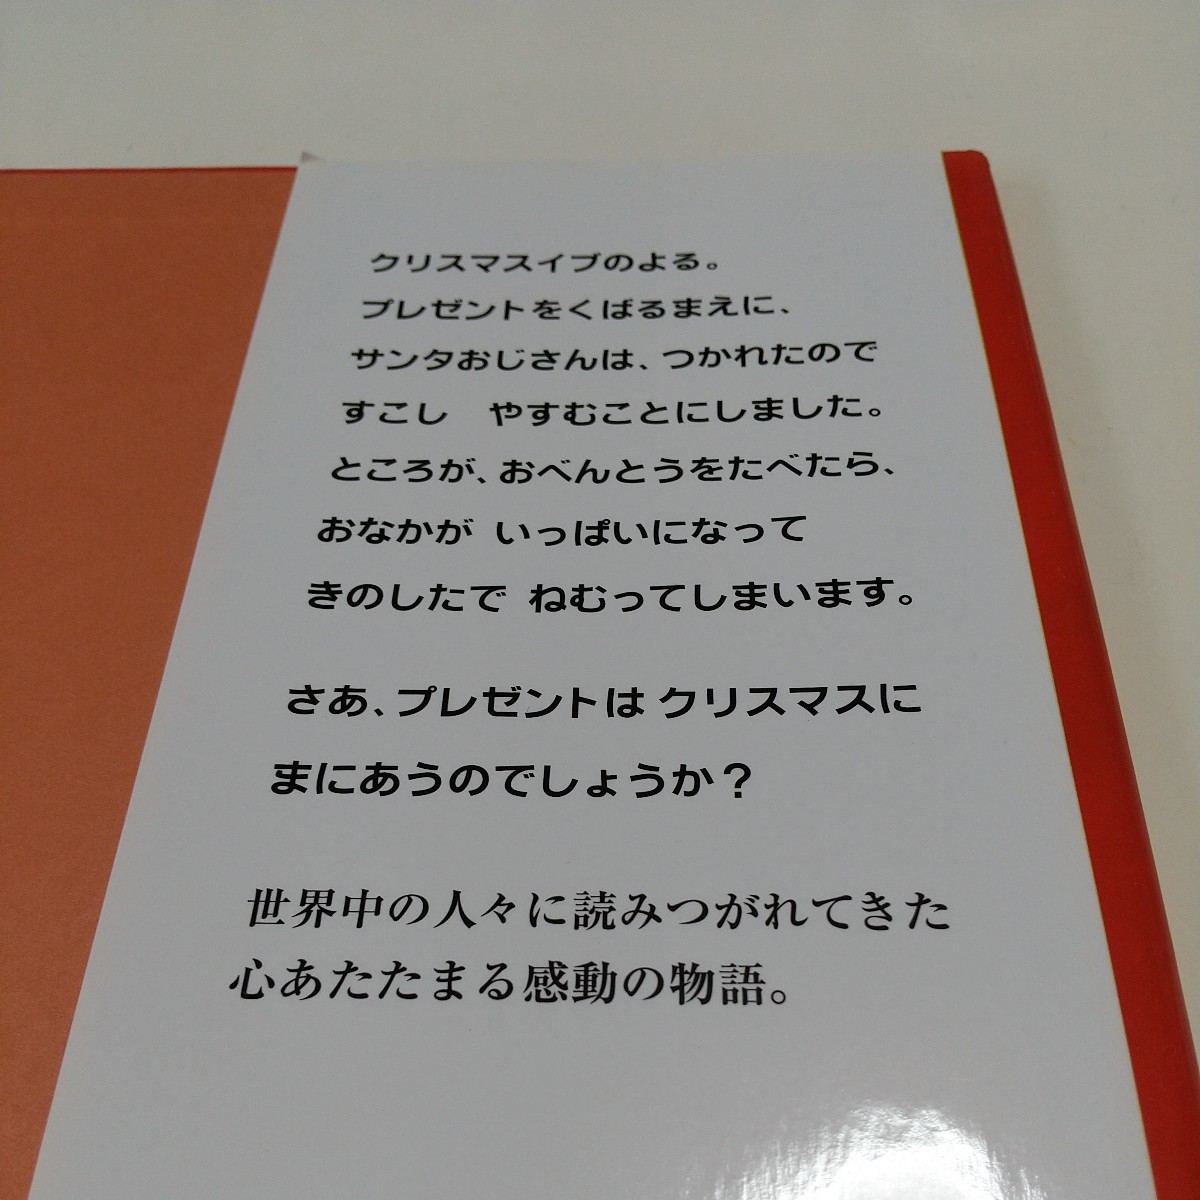 クリスマスイブのよる。
プレゼントをくばるまえに、
サンタおじさんは、つかれたので
すこし　やすむことにしました。
ところが、おべんとうをたべたら、
おなかが いっぱいになって
きのしたで ねむってしまいます。
さあ、プレゼントは クリスマスに
まにあうのでしょうか？
世界中の人々に読みつがれてきた
心あたたまる感動の物語。